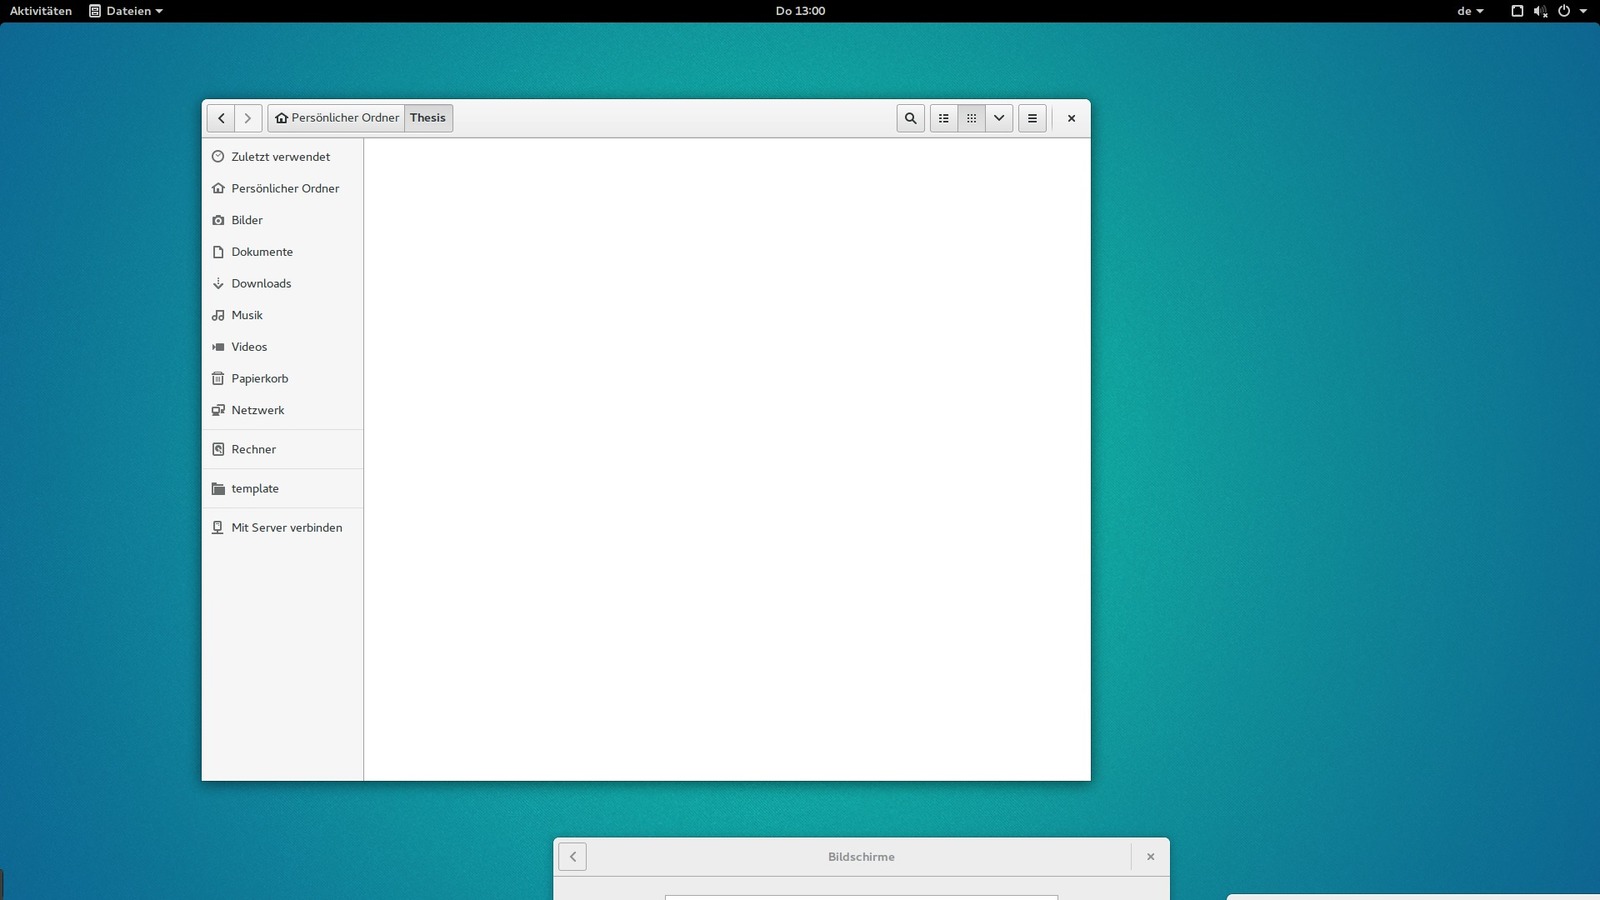 Aktivitäten Dateien Do 13:00 de
Persönlicher Ordner Thesis
Zuletzt verwendet
Persönlicher Ordner
Bilder
Dokumente
Downloads
Musik
Videos
Papierkorb
Netzwerk
Rechner
template
Mit Server verbinden
Bildschirme